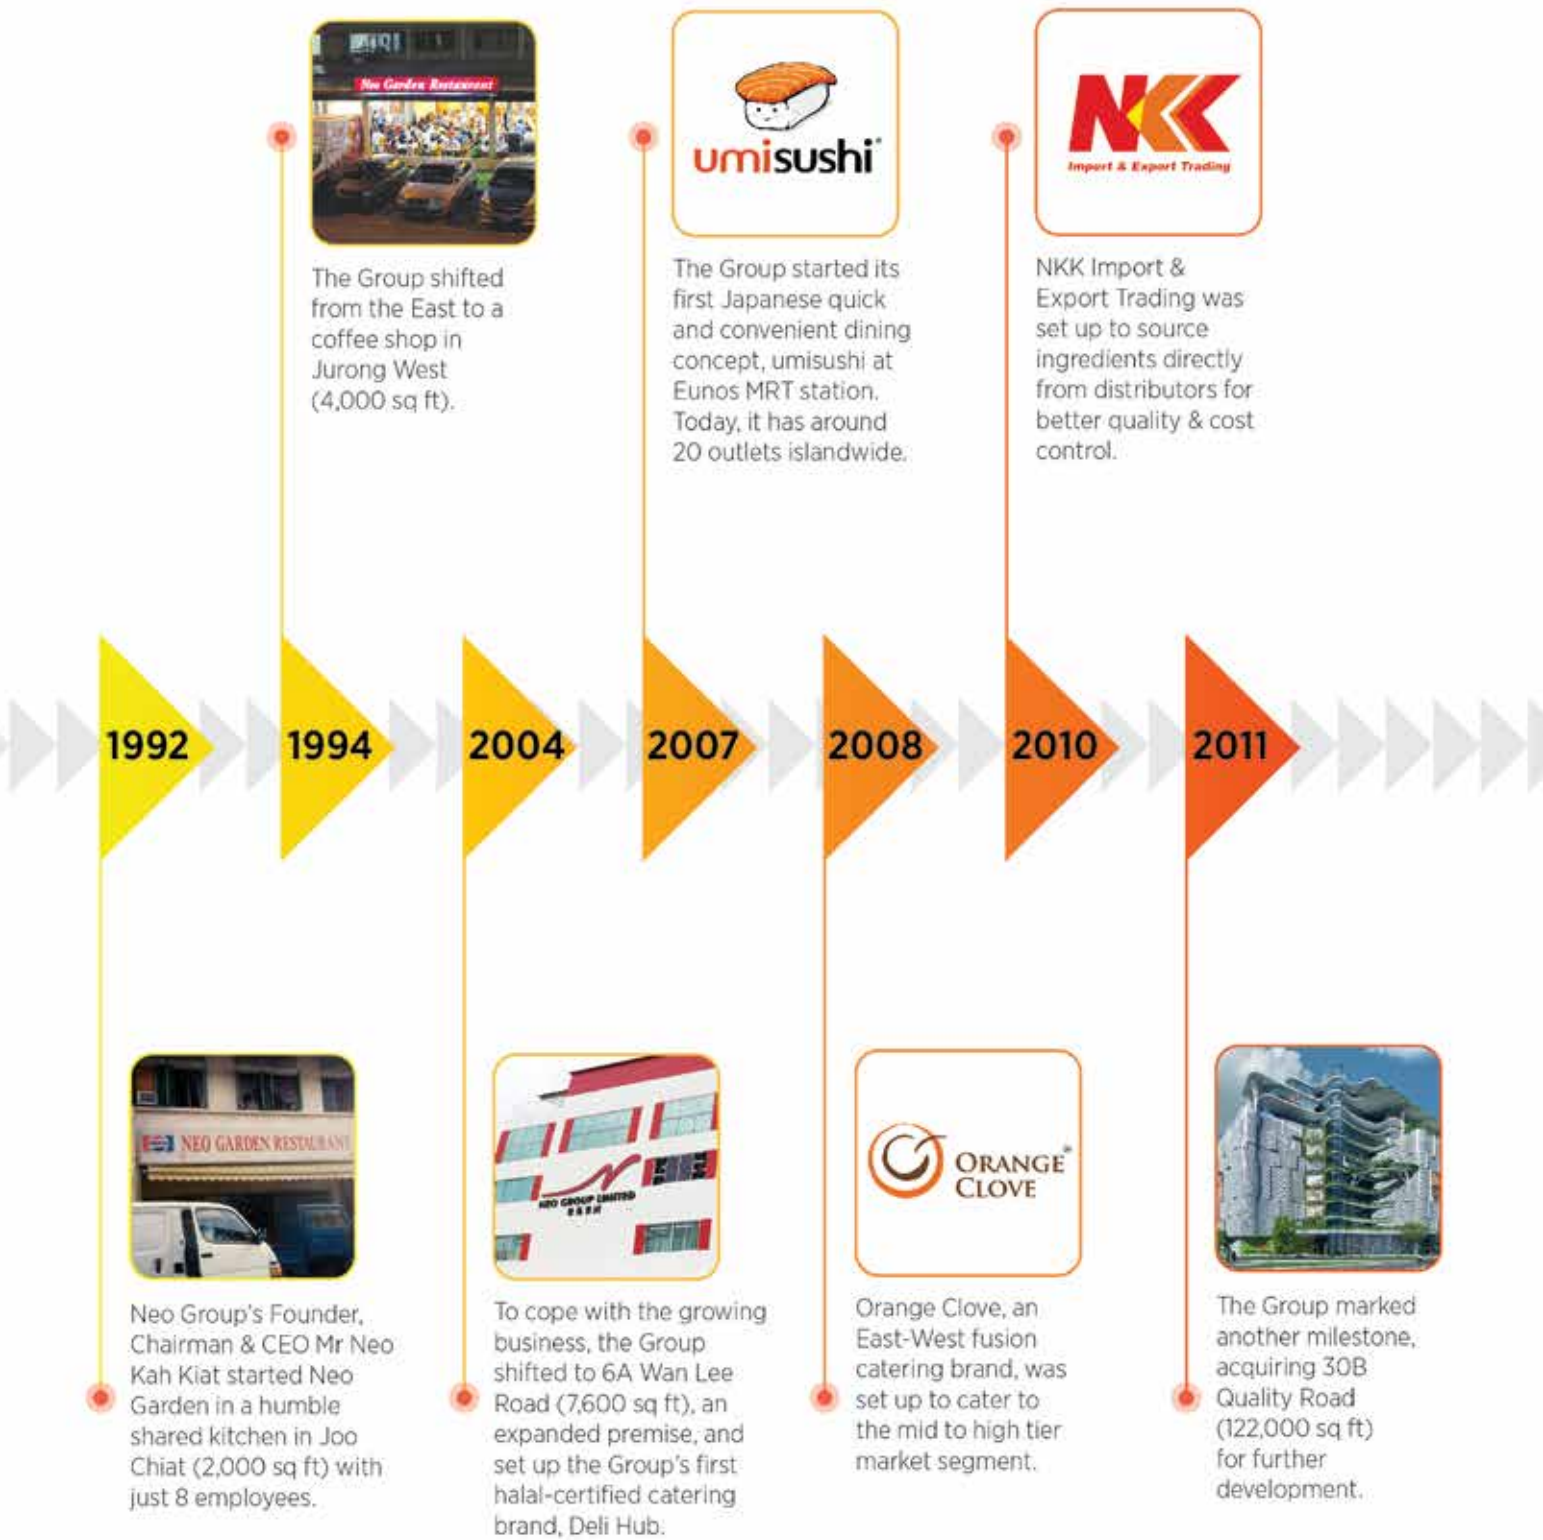 Neo Garden Restaurant
The Group shifted
from the East to a
coffee shop in
Jurong West
(4,000 sq ft).
umisushi
The Group started its
first Japanese quick
and convenient dining
concept, umisushi at
Eunos MRT station.
Today, it has around
20 outlets islandwide.
NKK
Import & Export Trading
NKK Import &
Export Trading was
set up to source
ingredients directly
from distributors for
better quality & cost
control.
1992
1994
2004
2007
2008
2010
2011
NEO GARDEN RESTAURANT
Neo Group's Founder,
Chairman & CEO Mr Neo
Kah Kiat started Neo
Garden in a humble
shared kitchen in Joo
Chiat (2,000 sq ft) with
just 8 employees.
NEO GROUP LIMITED
To cope with the growing
business, the Group
shifted to 6A Wan Lee
Road (7,600 sq ft), an
expanded premise, and
set up the Group's first
halal-certified catering
brand, Deli Hub.
ORANGE
CLOVE
Orange Clove, an
East-West fusion
catering brand, was
set up to cater to
the mid to high tier
market segment.
The Group marked
another milestone,
acquiring 30B
Quality Road
(122,000 sq ft)
for further
development.